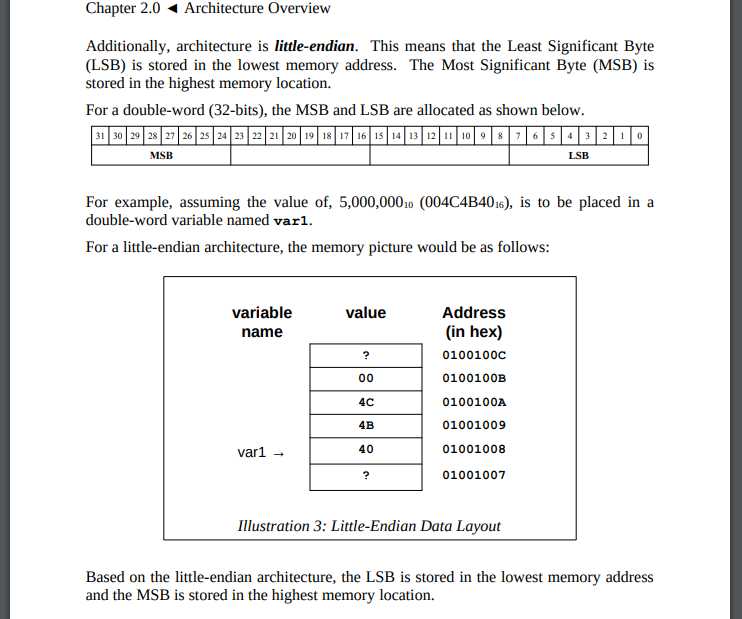 Chapter 2.0 ◄ Architecture Overview
Additionally, architecture is little-endian. This means that the Least Significant Byte
(LSB) is stored in the lowest memory address. The Most Significant Byte (MSB) is
stored in the highest memory location.
For a double-word (32-bits), the MSB and LSB are allocated as shown below.
31 30 29 28 27 26 25 24 23 22 21 20 19 18 17 16 15 14 13 12 11 10 9 8 7 6 5 4 3 2 1 0
MSB LSB
For example, assuming the value of, 5,000,000₁₀ (004C4B40₁₆), is to be placed in a
double-word variable named var1.
For a little-endian architecture, the memory picture would be as follows:
variable value Address
name (in hex)
? 0100100C
00 0100100B
4C 0100100A
4B 01001009
var1 → 40 01001008
? 01001007
Illustration 3: Little-Endian Data Layout
Based on the little-endian architecture, the LSB is stored in the lowest memory address
and the MSB is stored in the highest memory location.